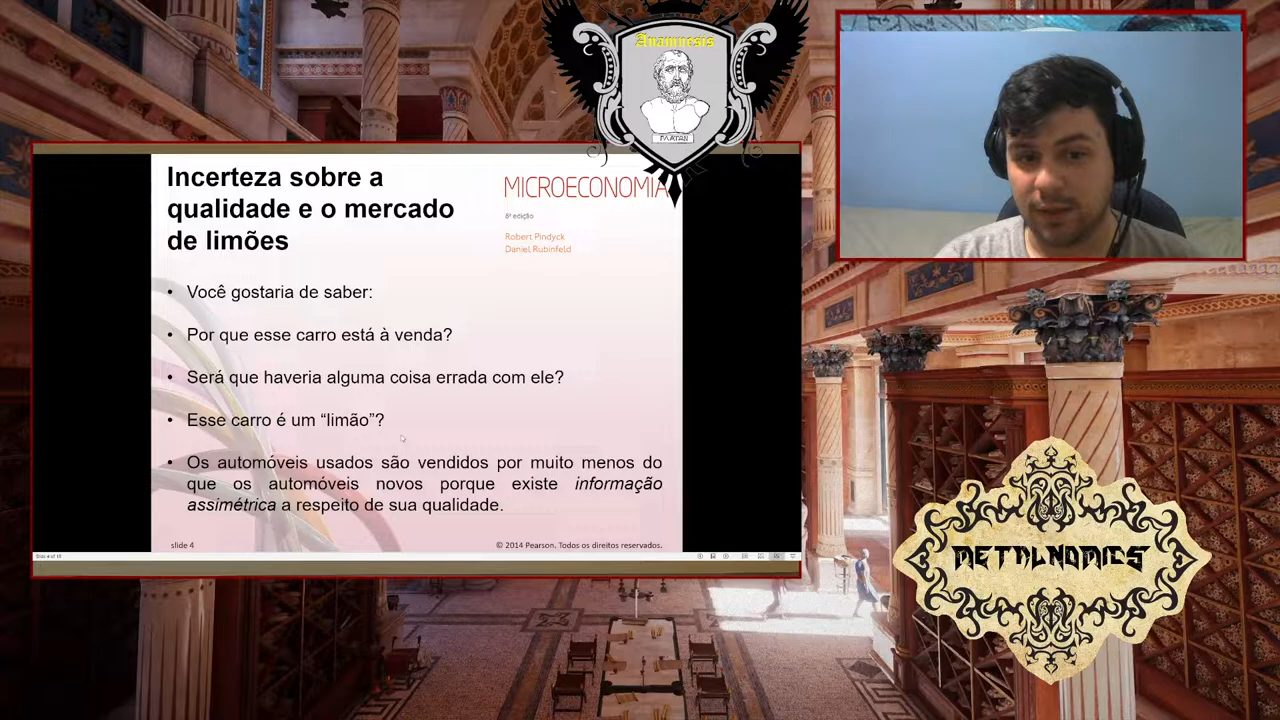 Anamnesis
PLATON
Incerteza sobre a
qualidade e o mercado
de limões
MICROECONOMIA
8ª edição
Robert Pindyck
Daniel Rubinfeld
• Você gostaria de saber:
• Por que esse carro está à venda?
• Será que haveria alguma coisa errada com ele?
• Esse carro é um “limão”?
• Os automóveis usados são vendidos por muito menos do
que os automóveis novos porque existe informação
assimétrica a respeito de sua qualidade.
slide 4
© 2014 Pearson. Todos os direitos reservados.
METALNOMICS